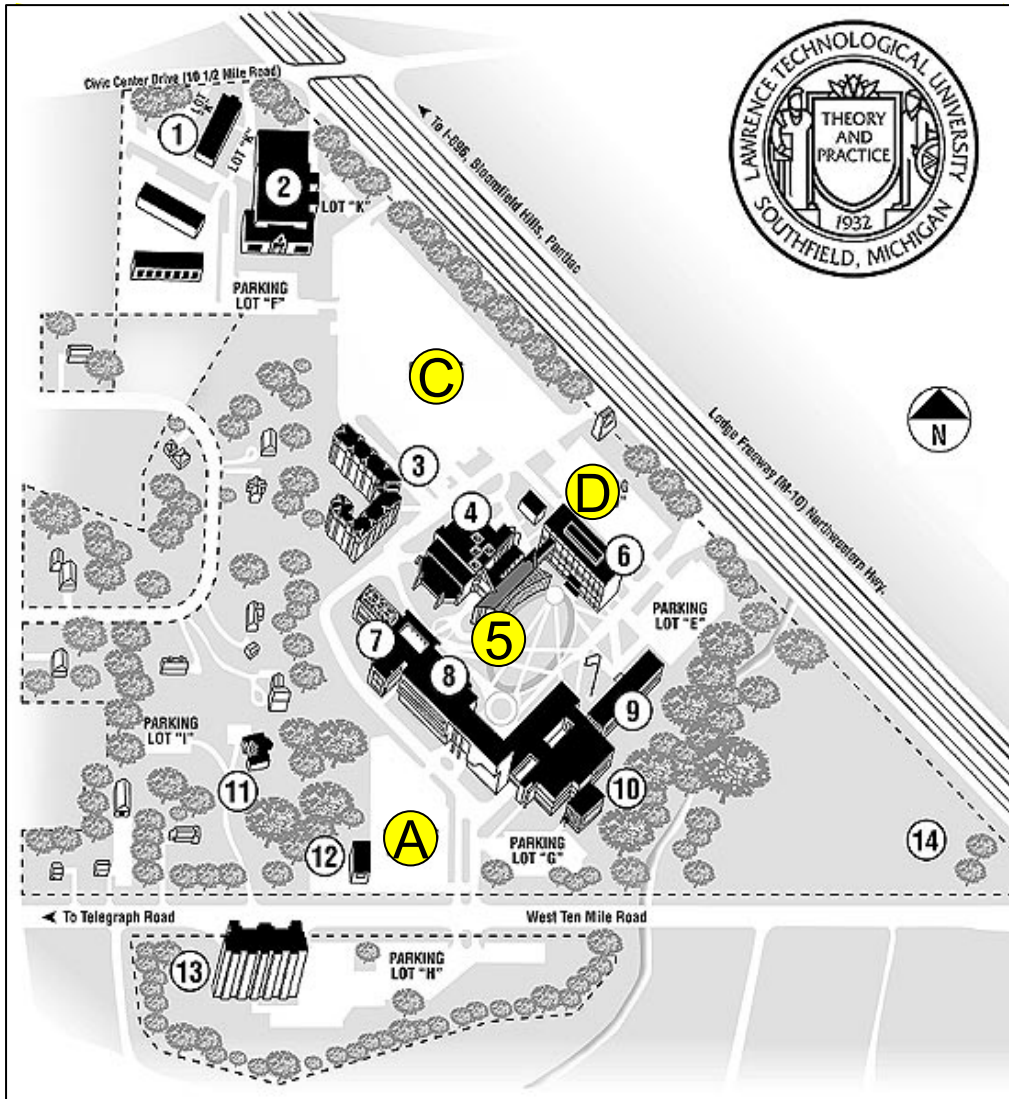 Civic Center Drive (10 1/2 Mile Road)
LAWRENCE TECHNOLOGICAL UNIVERSITY
THEORY
AND
PRACTICE
1932
SOUTHFIELD, MICHIGAN
LOT "K"
1
LOT "K"
2
LOT "K"
To I-696, Bloomfield Hills, Pontiac
PARKING
LOT "F"
C
Lodge Freeway (M-10) Northwestern Hwy.
N
3
D
4
6
PARKING
LOT "E"
5
7
8
9
PARKING
LOT "I"
11
10
A
12
PARKING
LOT "G"
14
To Telegraph Road
West Ten Mile Road
13
PARKING
LOT "H"